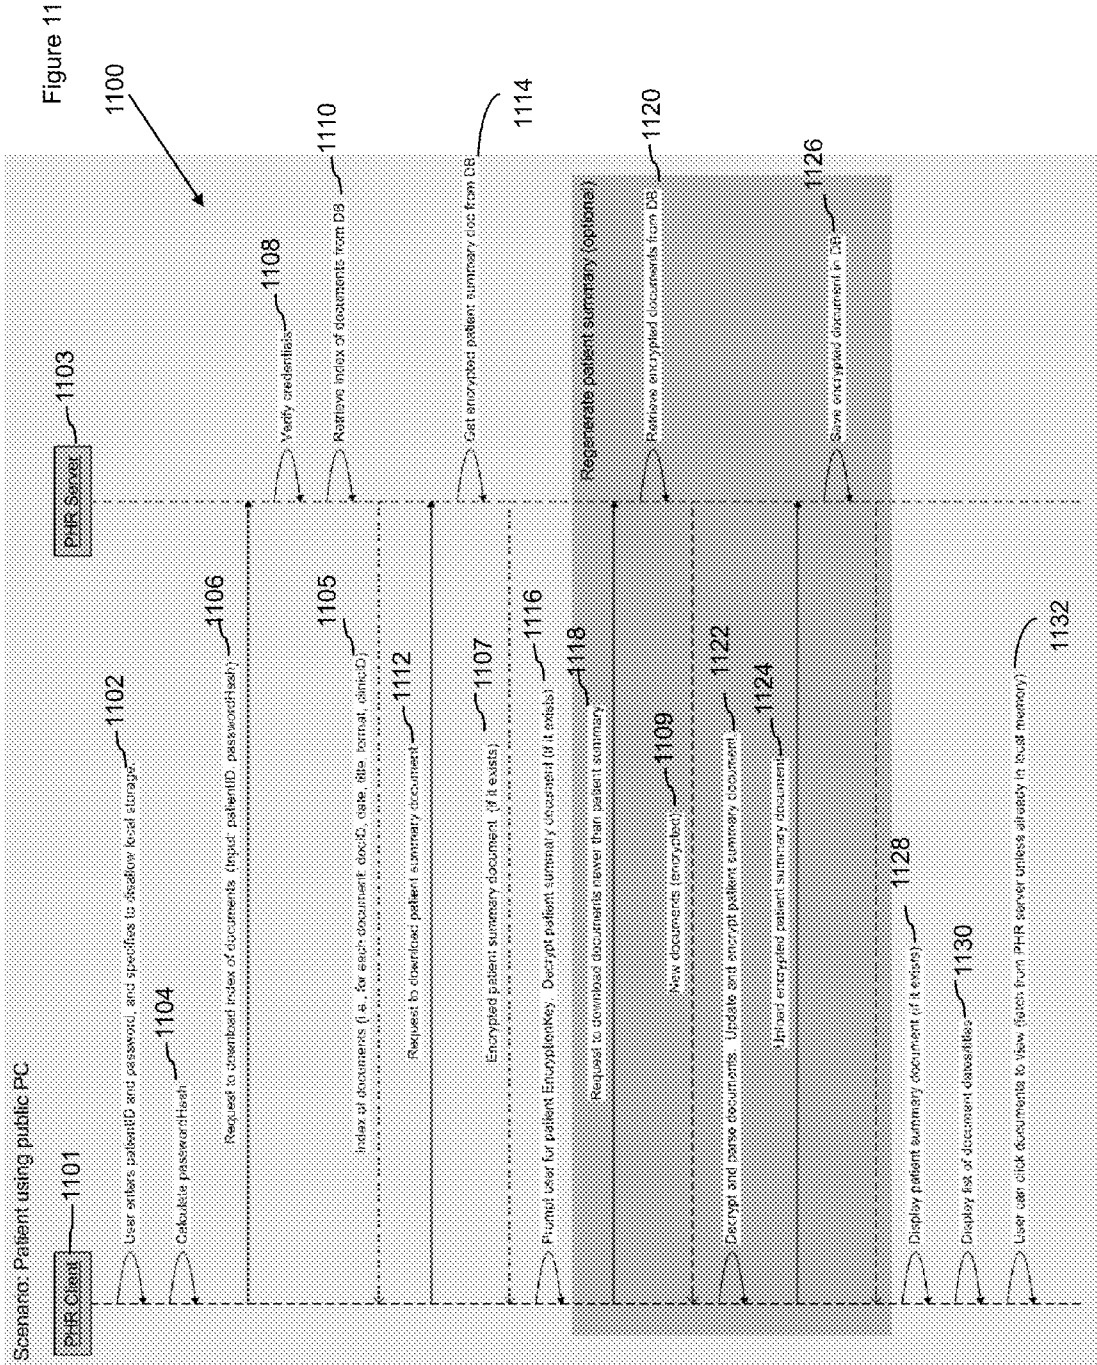 Figure 11
1100
Scenario: Patient using public PC
PHR Client
1101
PHR Server
1103
User enters patientID and password, and specifies to disallow local storage.
1102
Calculate passwordHash
1104
Request to download index of documents (Input: patientID, passwordHash)
1106
Verify credentials
1108
Retrieve index of documents from DB
1110
Index of documents (i.e., for each document: docID, date, title, format, clinicID)
1105
Request to download patient summary document
1112
Get encrypted patient summary doc from DB
1114
Encrypted patient summary document (if it exists)
1107
Prompt user for patient EncryptionKey. Decrypt patient summary document (if it exists)
1116
Regenerate patient summary (optional)
Request to download documents newer than patient summary
1118
Retrieve encrypted documents from DB
1120
New documents (encrypted)
1109
Decrypt and parse documents. Update and encrypt patient summary document.
1122
Upload encrypted patient summary document
1124
Save encrypted document in DB
1126
Display patient summary document (if it exists)
1128
Display list of document dates/titles
1130
User can click documents to view (fetch from PHR server unless already in local memory)
1132